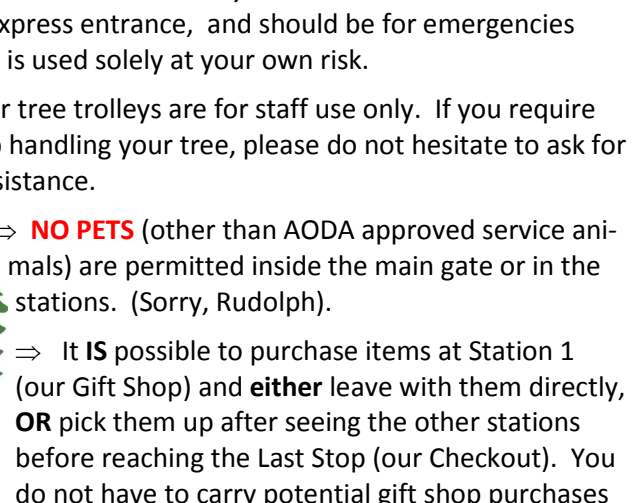 xpress entrance, and should be for emergencies
is used solely at your own risk.
r tree trolleys are for staff use only. If you require
handling your tree, please do not hesitate to ask for
sistance.
⇒ NO PETS (other than AODA approved service ani-
mals) are permitted inside the main gate or in the
stations. (Sorry, Rudolph).
⇒ It IS possible to purchase items at Station 1
(our Gift Shop) and either leave with them directly,
OR pick them up after seeing the other stations
before reaching the Last Stop (our Checkout). You
do not have to carry potential gift shop purchases